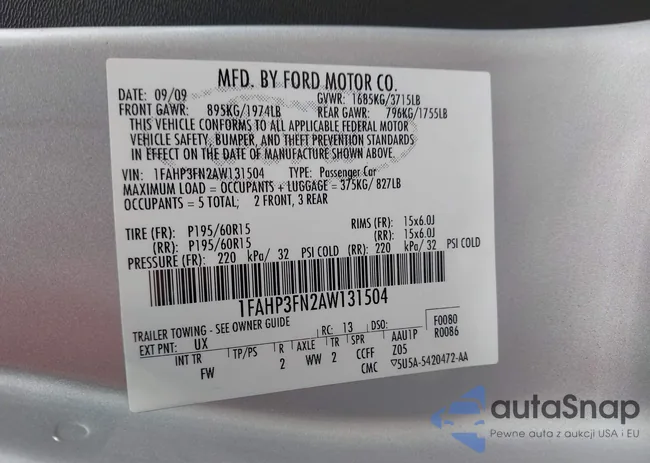 MFD. BY FORD MOTOR CO.
DATE: 09/09 GVWR: 1685KG/3715LB
FRONT GAWR: 895KG/1974LB REAR GAWR: 796KG/1755LB
THIS VEHICLE CONFORMS TO ALL APPLICABLE FEDERAL MOTOR
VEHICLE SAFETY, BUMPER, AND THEFT PREVENTION STANDARDS
IN EFFECT ON THE DATE OF MANUFACTURE SHOWN ABOVE.
VIN: 1FAHP3FN2AW131504 TYPE: Passenger Car
MAXIMUM LOAD = OCCUPANTS + LUGGAGE = 375KG/ 827LB
OCCUPANTS = 5 TOTAL; 2 FRONT, 3 REAR
TIRE (FR): P195/60R15 RIMS (FR): 15x6.0J
(RR): P195/60R15 (RR): 15x6.0J
PRESSURE (FR): 220 kPa/ 32 PSI COLD (RR): 220 kPa/ 32 PSI COLD
1FAHP3FN2AW131504
TRAILER TOWING - SEE OWNER GUIDE
EXT PNT: UX RC: 13 DSO: F0080
R0086
INT TR TP/PS R AXLE TR SPR AAU1P
FW 2 WW 2 CCFF Z05
CMC ▽5U5A-5420472-AA
autaSnap
Pewne auta z aukcji USA i EU